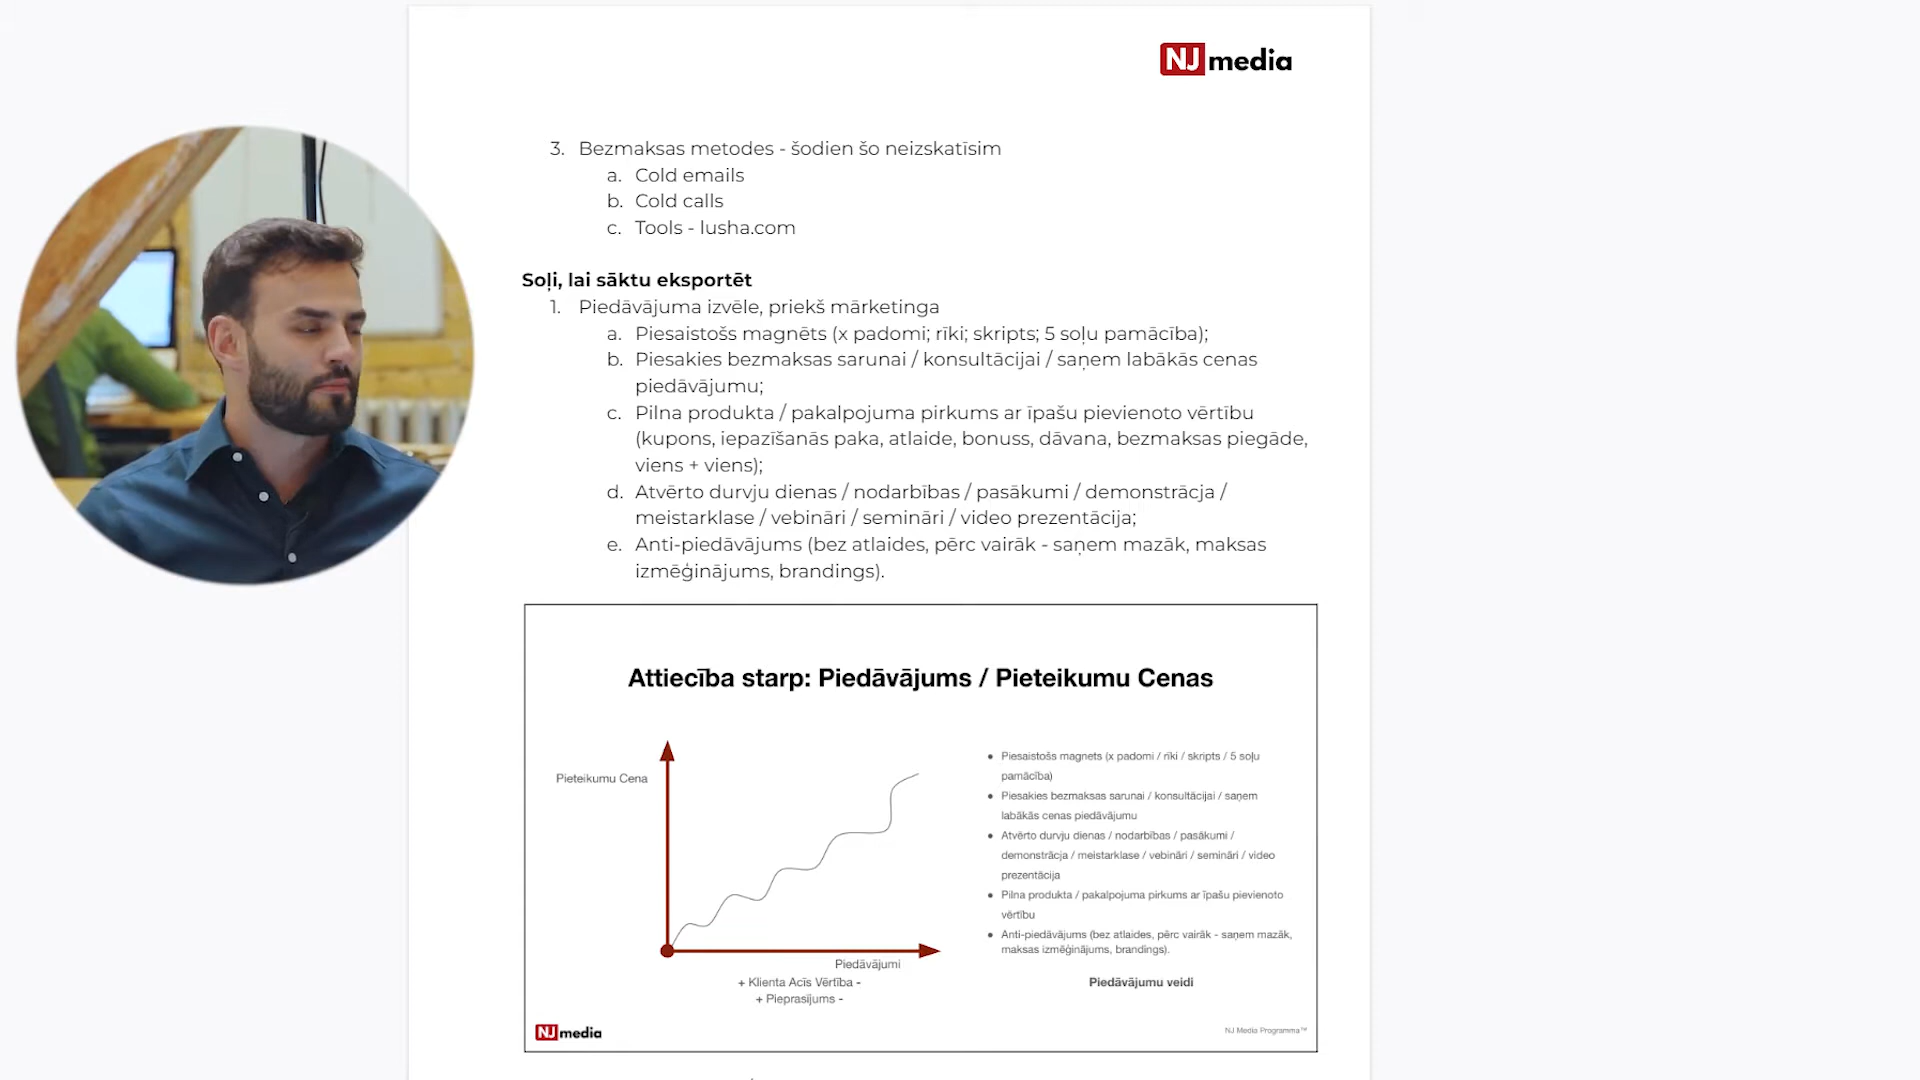 NJ media
3. Bezmaksas metodes - šodien šo neizskatīsim
a. Cold emails
b. Cold calls
c. Tools - lusha.com
Soļi, lai sāktu eksportēt
1. Piedāvājuma izvēle, priekš mārketinga
a. Piesaistošs magnēts (x padomi; rīki; skripts; 5 soļu pamācība);
b. Piesakies bezmaksas sarunai / konsultācijai / saņem labākās cenas
piedāvājumu;
c. Pilna produkta / pakalpojuma pirkums ar īpašu pievienoto vērtību
(kupons, iepazīšanās paka, atlaide, bonuss, dāvana, bezmaksas piegāde,
viens + viens);
d. Atvērto durvju dienas / nodarbības / pasākumi / demonstrācja /
meistarklase / vebināri / semināri / video prezentācija;
e. Anti-piedāvājums (bez atlaides, pērc vairāk - saņem mazāk, maksas
izmēģinājums, brandings).
Attiecība starp: Piedāvājums / Pieteikumu Cenas
Pieteikumu Cena
Piedāvājumi
+ Klienta Acīs Vērtība -
+ Pieprasījums -
● Piesaistošs magnets (x padomi / rīki / skripts / 5 soļu
pamācība)
● Piesakies bezmaksas sarunai / konsultācijai / saņem
labākās cenas piedāvājumu
● Atvērto durvju dienas / nodarbības / pasākumi /
demonstrācja / meistarklase / vebināri / semināri / video
prezentācija
● Pilna produkta / pakalpojuma pirkums ar īpašu pievienoto
vērtību
● Anti-piedāvājums (bez atlaides, pērc vairāk - saņem mazāk,
maksas izmēģinājums, brandings).
Piedāvājumu veidi
NJ media
NJ Media Programma™